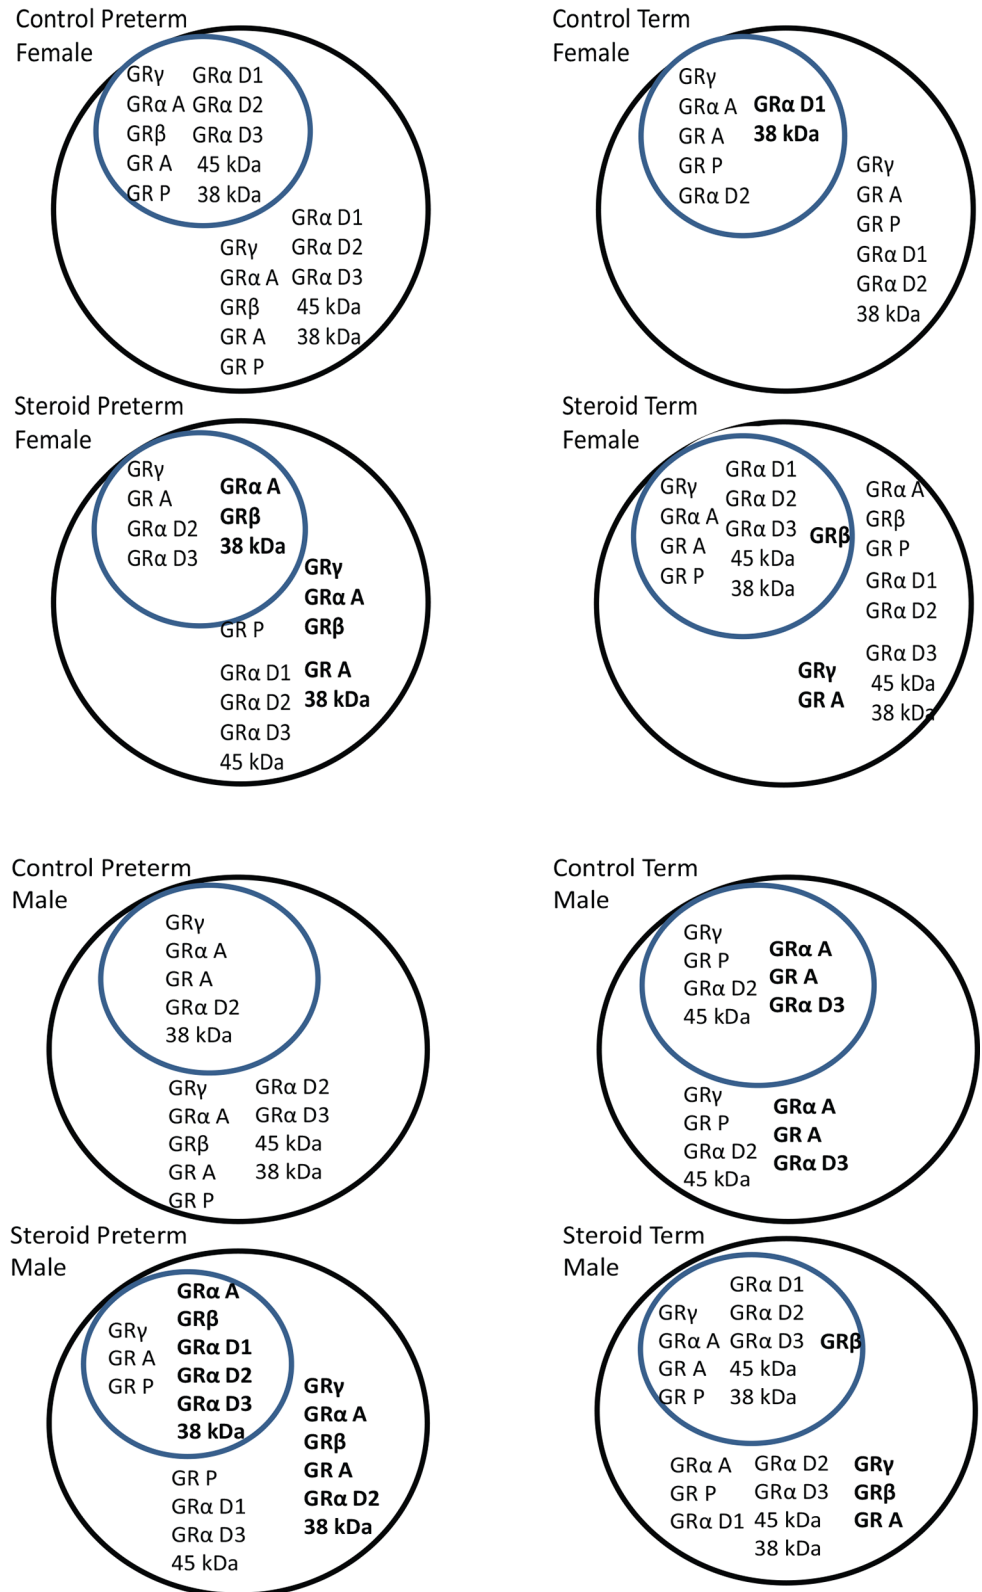 Control Preterm
Female
GRγ
GRα A
GRβ
GR A
GR P
GRα D1
GRα D2
GRα D3
45 kDa
38 kDa
GRγ
GRα A
GRβ
GR A
GR P
GRα D1
GRα D2
GRα D3
45 kDa
38 kDa
Control Term
Female
GRγ
GRα A
GR A
GR P
GRα D2
GRα D1
38 kDa
GRγ
GR A
GR P
GRα D1
GRα D2
38 kDa
Steroid Preterm
Female
GRγ
GR A
GRα D2
GRα D3
GRα A
GRβ
38 kDa
GR P
GRα D1
GRα D2
GRα D3
45 kDa
GRγ
GRα A
GRβ
GR A
38 kDa
Steroid Term
Female
GRγ
GRα A
GR A
GR P
GRα D1
GRα D2
GRα D3
45 kDa
38 kDa
GRβ
GRγ
GR A
GRα A
GRβ
GR P
GRα D1
GRα D2
GRα D3
45 kDa
38 kDa
Control Preterm
Male
GRγ
GRα A
GR A
GRα D2
38 kDa
GRγ
GRα A
GRβ
GR A
GR P
GRα D2
GRα D3
45 kDa
38 kDa
Control Term
Male
GRγ
GR P
GRα D2
45 kDa
GRα A
GR A
GRα D3
GRγ
GR P
GRα D2
45 kDa
GRα A
GR A
GRα D3
Steroid Preterm
Male
GRγ
GR A
GR P
GRα A
GRβ
GRα D1
GRα D2
GRα D3
38 kDa
GR P
GRα D1
GRα D3
45 kDa
GRγ
GRα A
GRβ
GR A
GRα D2
38 kDa
Steroid Term
Male
GRγ
GRα A
GR A
GR P
GRα D1
GRα D2
GRα D3
45 kDa
38 kDa
GRβ
GRα A
GR P
GRα D1
GRα D2
GRα D3
45 kDa
38 kDa
GRγ
GRβ
GR A